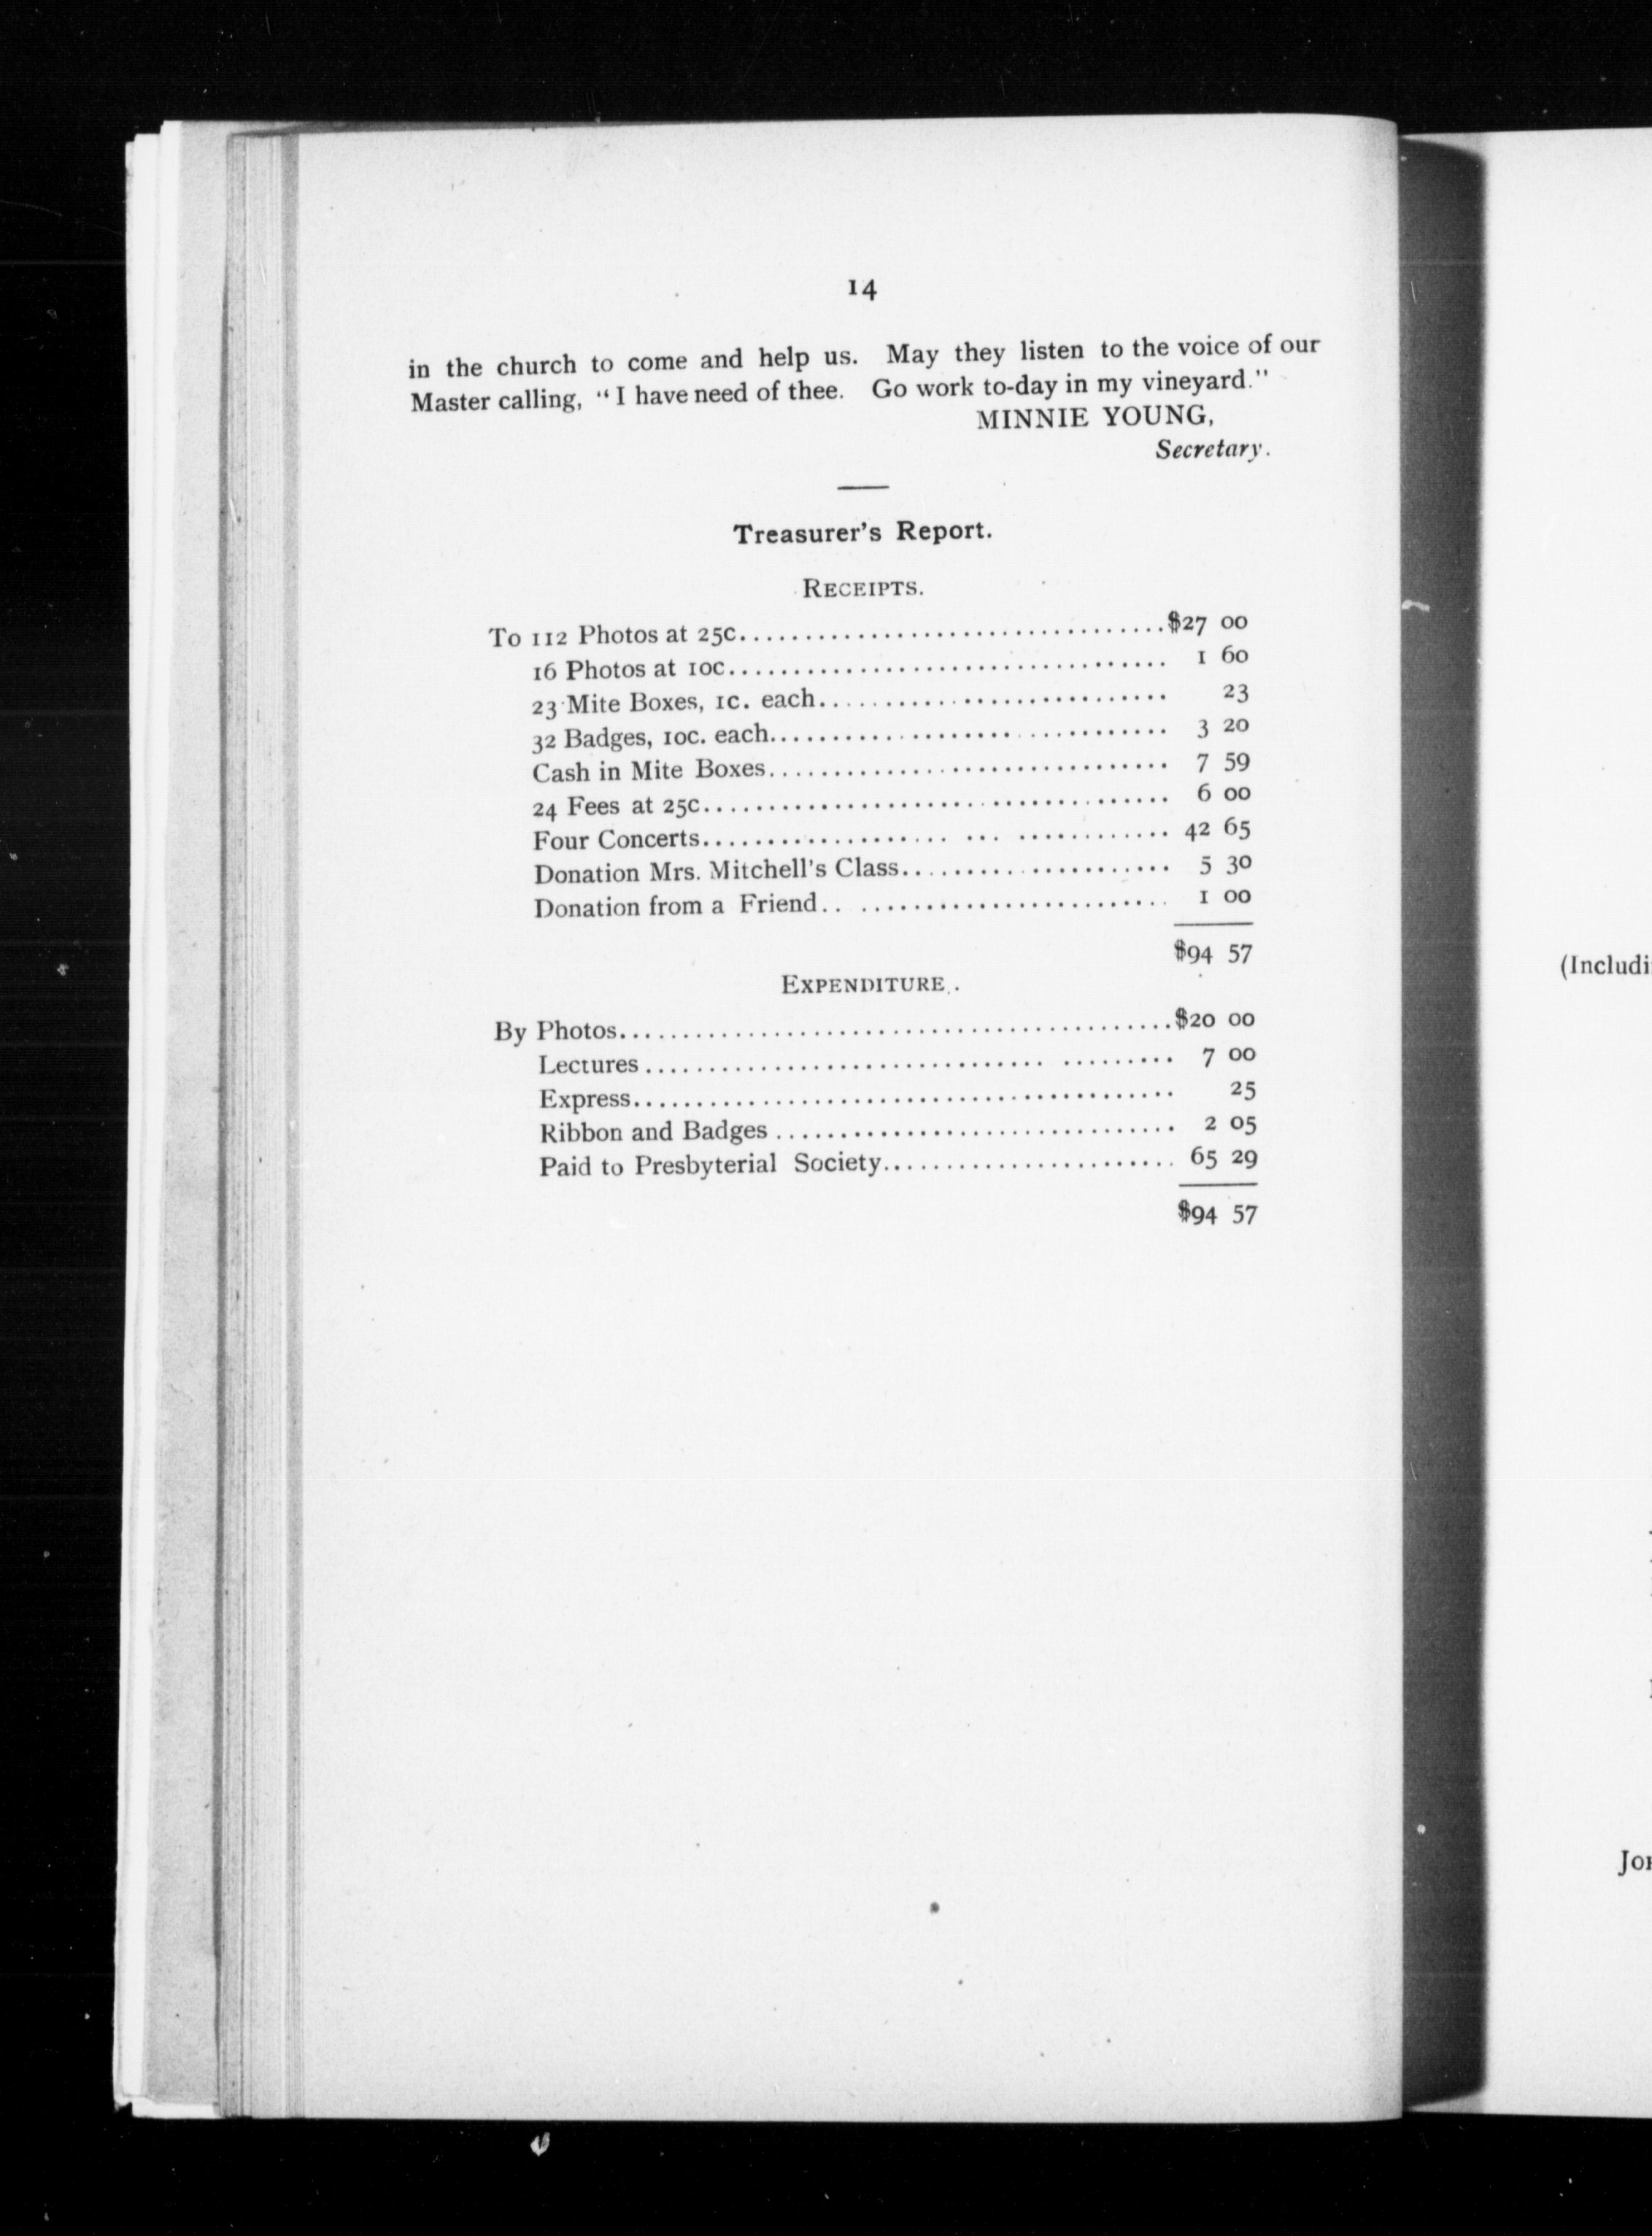 14
in the church to come and help us. May they listen to the voice of our
Master calling, "I have need of thee. Go work to-day in my vineyard."
MINNIE YOUNG,
Secretary.
Treasurer's Report.
RECEIPTS.
To 112 Photos at 25c. $27 00
16 Photos at 10c. 1 60
23 Mite Boxes, 1c. each. 23
32 Badges, 10c. each. 3 20
Cash in Mite Boxes. 7 59
24 Fees at 25c. 6 00
Four Concerts. 42 65
Donation Mrs. Mitchell's Class. 5 30
Donation from a Friend. 1 00
$94 57
EXPENDITURE.
By Photos. $20 00
Lectures 7 00
Express. 25
Ribbon and Badges 2 05
Paid to Presbyterial Society. 65 29
$94 57
(Includi